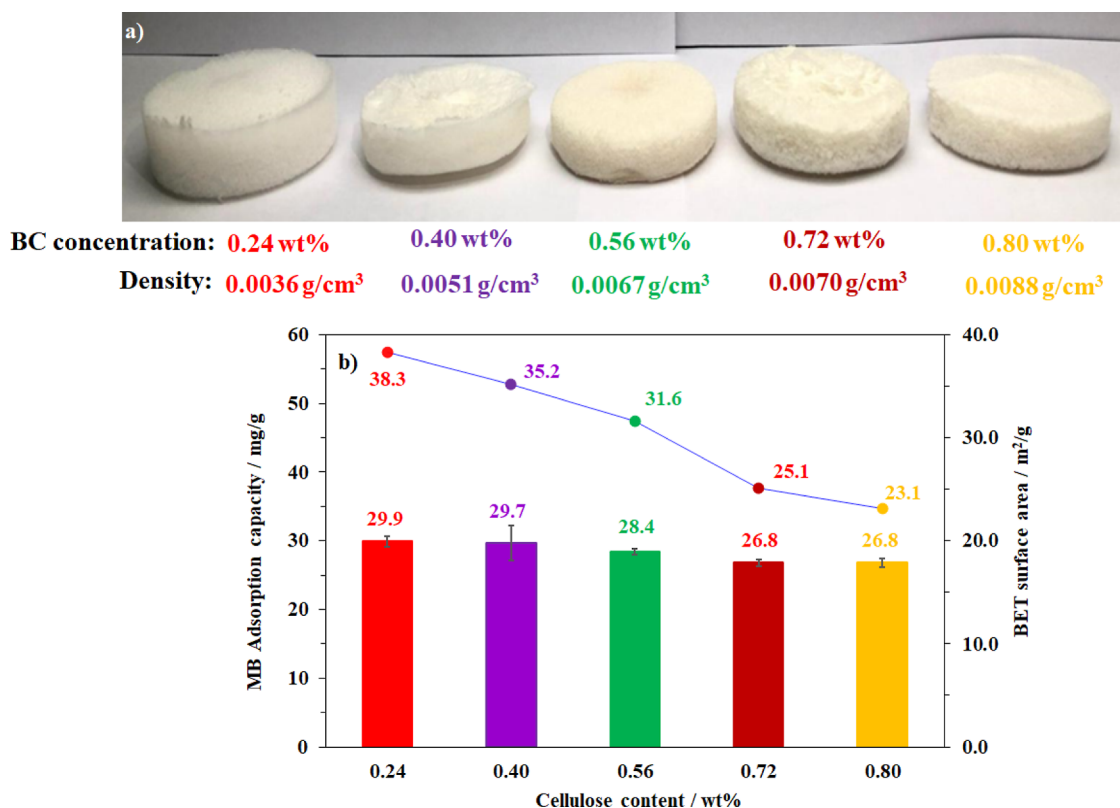 a)
BC concentration: 0.24 wt% 0.40 wt% 0.56 wt% 0.72 wt% 0.80 wt%
Density: 0.0036 g/cm³ 0.0051 g/cm³ 0.0067 g/cm³ 0.0070 g/cm³ 0.0088 g/cm³
b)
MB Adsorption capacity / mg/g
60
50
40
30
20
10
0
38.3
35.2
31.6
25.1
23.1
29.9
29.7
28.4
26.8
26.8
40.0
30.0
20.0
10.0
0.0
BET surface area / m²/g
0.24 0.40 0.56 0.72 0.80
Cellulose content / wt%